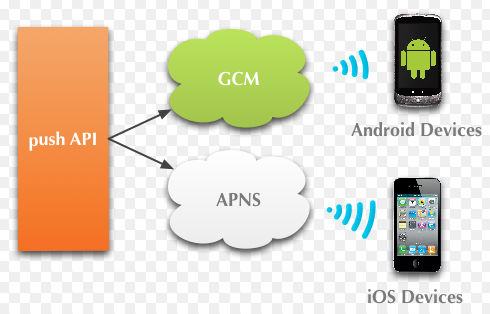 push API
GCM
Android Devices
APNS
iOS Devices